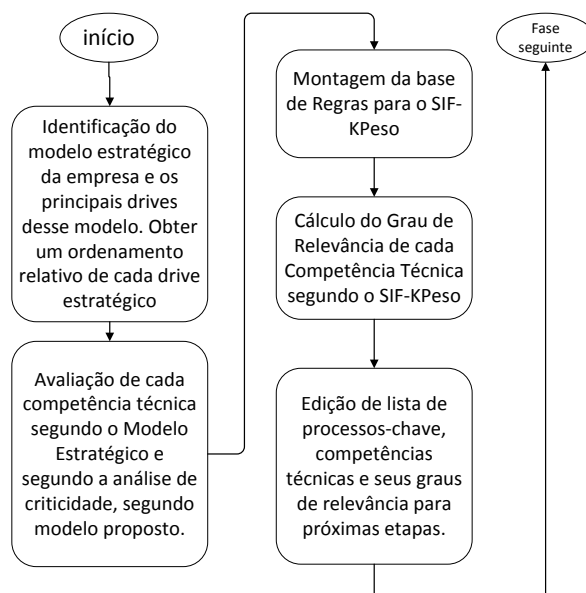 início
Identificação do
modelo estratégico
da empresa e os
principais drives
desse modelo. Obter
um ordenamento
relativo de cada drive
estratégico
Avaliação de cada
competência técnica
segundo o Modelo
Estratégico e
segundo a análise de
criticidade, segundo
modelo proposto.
Montagem da base
de Regras para o SIF-
KPeso
Cálculo do Grau de
Relevância de cada
Competência Técnica
segundo o SIF-KPeso
Edição de lista de
processos-chave,
competências
técnicas e seus graus
de relevância para
próximas etapas.
Fase
seguinte